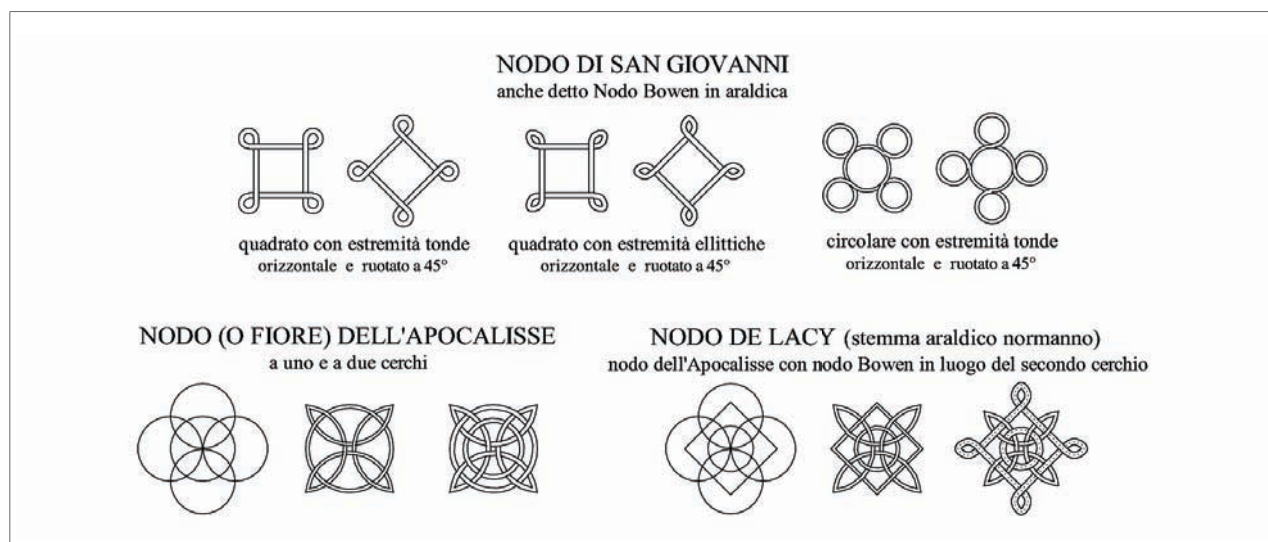 NODO DI SAN GIOVANNI
anche detto Nodo Bowen in araldica
quadrato con estremità tonde
orizzontale e ruotato a 45°
quadrato con estremità ellittiche
orizzontale e ruotato a 45°
circolare con estremità tonde
orizzontale e ruotato a 45°
NODO (O FIORE) DELL'APOCALISSE
a uno e a due cerchi
NODO DE LACY (stemma araldico normanno)
nodo dell'Apocalisse con nodo Bowen in luogo del secondo cerchio